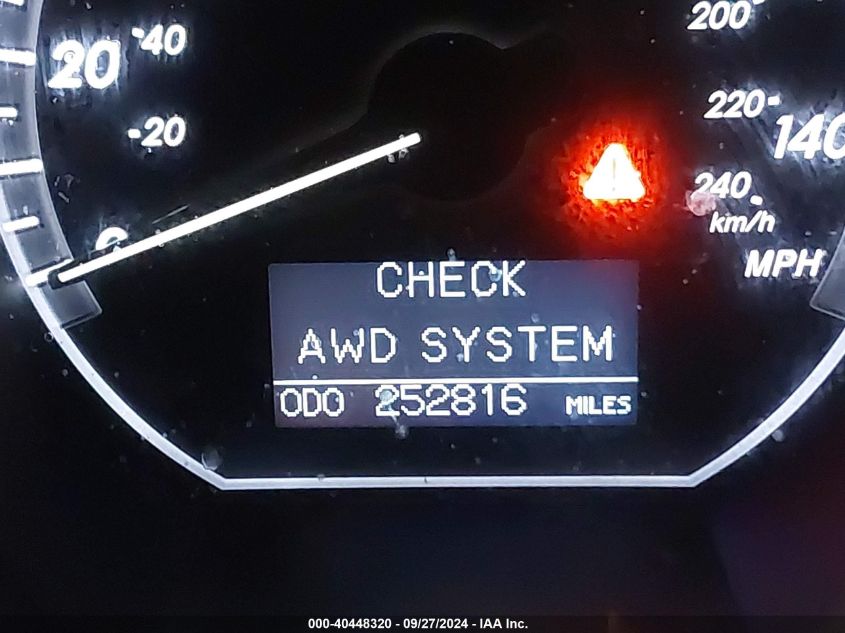 20
40
20
0
200
220
140
240
km/h
MPH
CHECK
AWD SYSTEM
ODO 252816 MILES
000-40448320 - 09/27/2024 - IAA Inc.